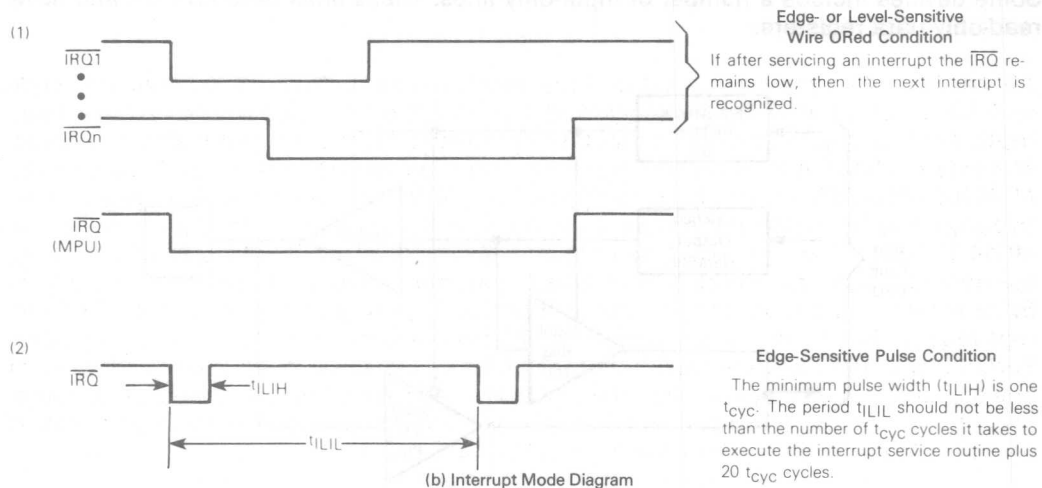 read-
(1)
IRQ1
IRQn
IRQ
(MPU)
Edge- or Level-Sensitive
Wire ORed Condition
If after servicing an interrupt the IRQ re-
mains low, then the next interrupt is
recognized.
(2)
IRQ
tILIH
tILIL
Edge-Sensitive Pulse Condition
The minimum pulse width (tILIH) is one
tcyc. The period tILIL should not be less
than the number of tcyc cycles it takes to
execute the interrupt service routine plus
20 tcyc cycles.
(b) Interrupt Mode Diagram